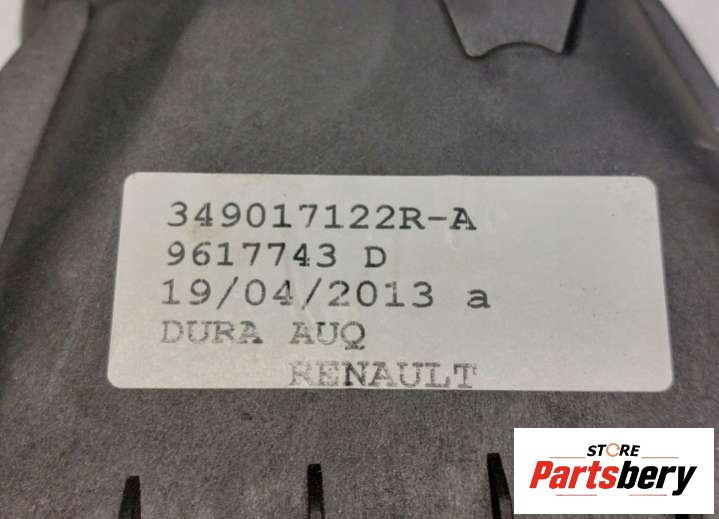 349017122R-A
9617743 D
19/04/2013 a
DURA AUQ
RENAULT
STORE
Partsbery